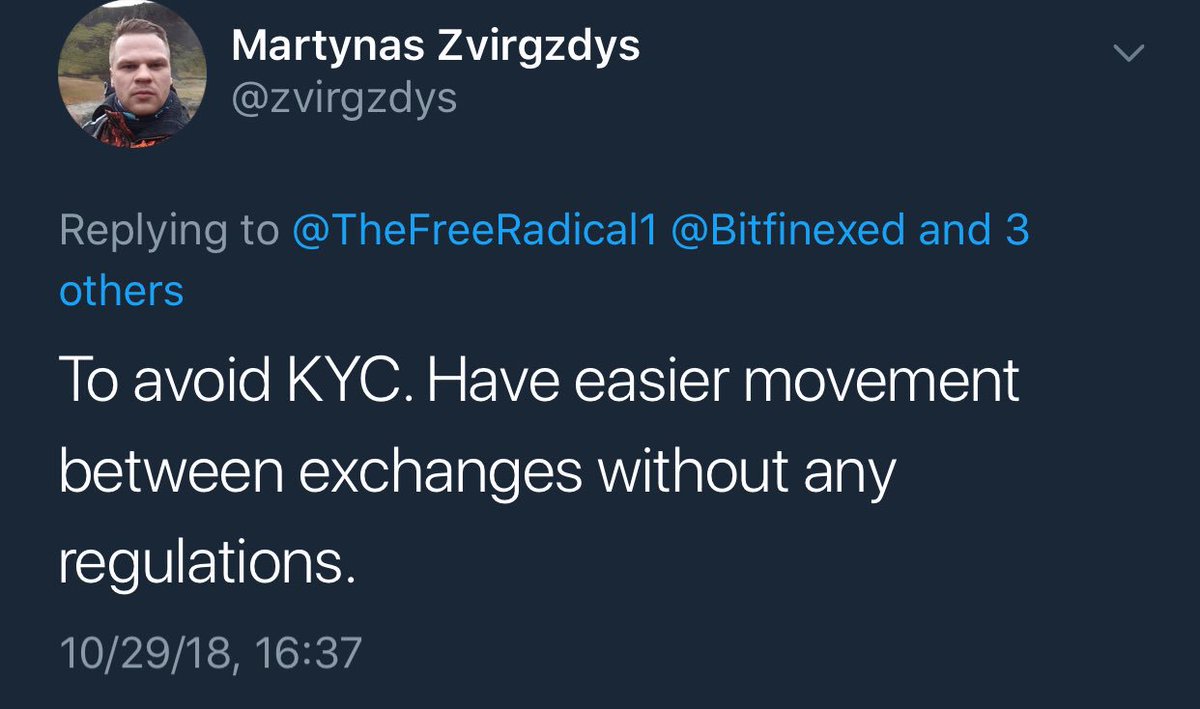 Martynas Zvirgzdys
@zvirgzdys
Replying to @TheFreeRadical1 @Bitfinexed and 3
others
To avoid KYC. Have easier movement
between exchanges without any
regulations.
10/29/18, 16:37